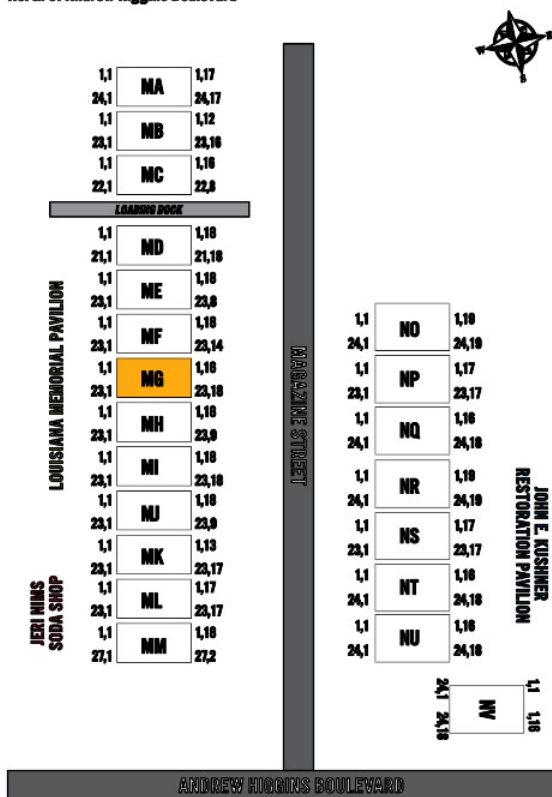 N
W
E
S
1,1 MA 1,17
24,1 24,17
1,1 MB 1,12
23,1 23,16
1,1 MC 1,16
22,1 22,8
LOADING DOCK
1,1 MD 1,18
21,1 21,18
1,1 ME 1,18
23,1 23,8
1,1 MF 1,18
23,1 23,14
1,1 MG 1,18
23,1 23,18
1,1 MH 1,18
23,1 23,9
1,1 MI 1,18
23,1 23,18
1,1 MJ 1,18
23,1 23,9
1,1 MK 1,13
23,1 23,17
1,1 ML 1,17
23,1 23,17
1,1 MM 1,18
27,1 27,2
LOUISIANA MEMORIAL PAVILION
JERI NIMS
SODA SHOP
MAGAZINE STREET
1,1 NO 1,19
24,1 24,19
1,1 NP 1,17
23,1 23,17
1,1 NQ 1,16
24,1 24,18
1,1 NR 1,19
24,1 24,19
1,1 NS 1,17
23,1 23,17
1,1 NT 1,16
24,1 24,18
1,1 NU 1,16
24,1 24,18
JOHN E. KUSHNER
RESTORATION PAVILION
24,1 NV 1,1
24,18 1,16
ANDREW HIGGINS BOULEVARD